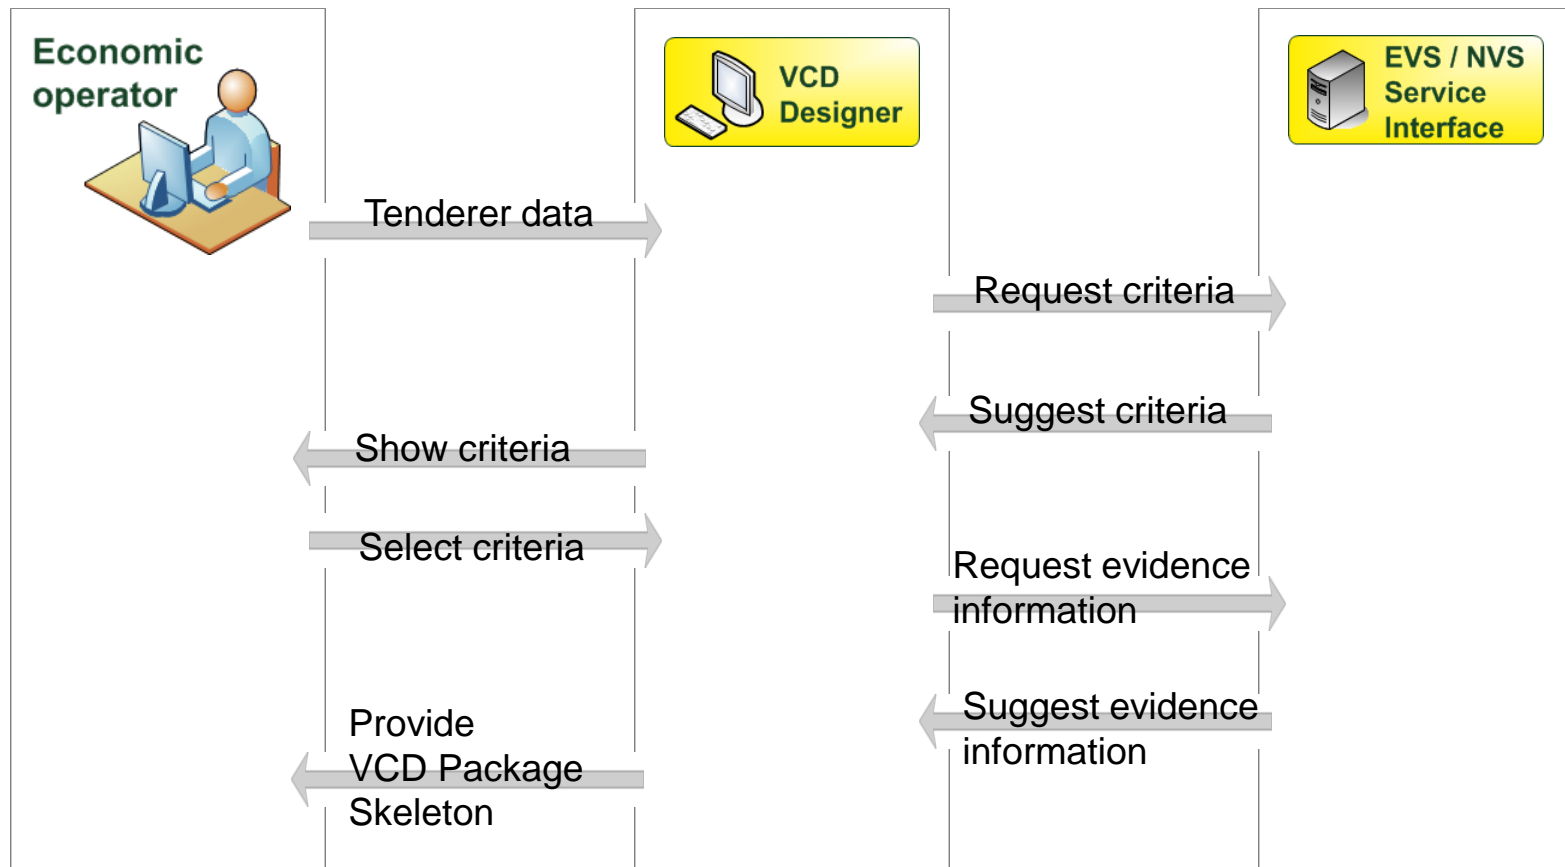 Economic
operator
VCD
Designer
EVS / NVS
Service
Interface
Tenderer data
Request criteria
Suggest criteria
Show criteria
Select criteria
Request evidence
information
Suggest evidence
information
Provide
VCD Package
Skeleton